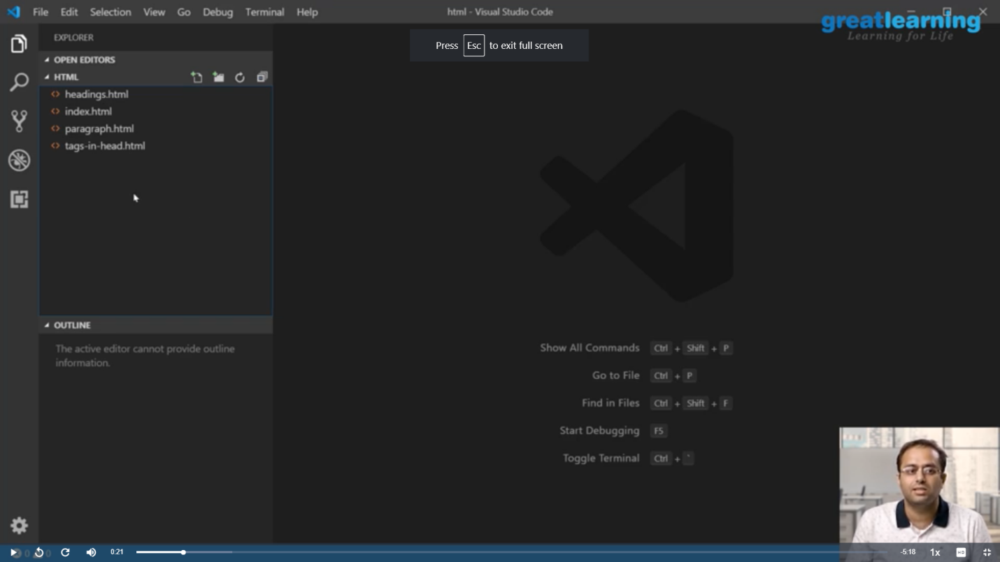 File Edit Selection View Go Debug Terminal Help
html - Visual Studio Code
greatlearning
Learning for Life
EXPLORER
Press Esc to exit full screen
OPEN EDITORS
HTML
headings.html
index.html
paragraph.html
tags-in-head.html
OUTLINE
The active editor cannot provide outline
information.
Show All Commands Ctrl + Shift + P
Go to File Ctrl + P
Find in Files Ctrl + Shift + F
Start Debugging F5
Toggle Terminal Ctrl + `
0 0
0:21
-5:18
1x
HD